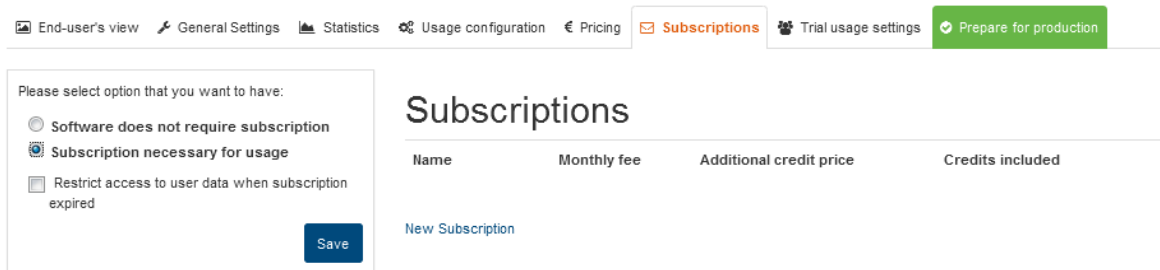 End-user's view General Settings Statistics Usage configuration € Pricing Subscriptions Trial usage settings Prepare for production
Please select option that you want to have:
Software does not require subscription
Subscription necessary for usage
Restrict access to user data when subscription
expired
Save
Subscriptions
Name Monthly fee Additional credit price Credits included
New Subscription